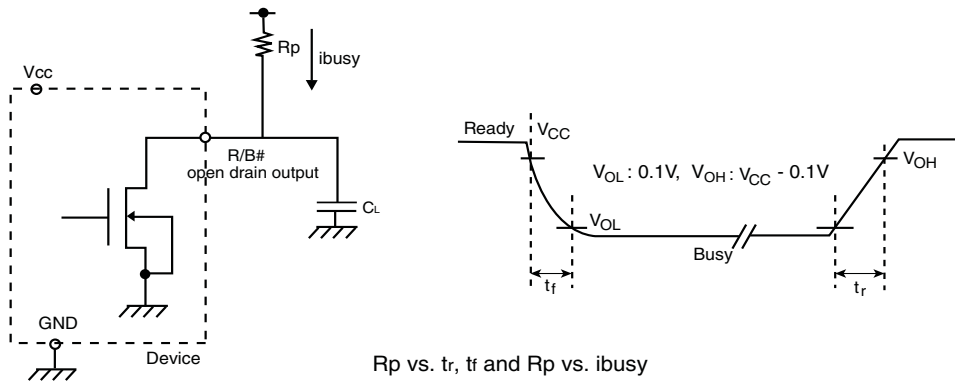 Rp
ibusy
Vcc
R/B#
open drain output
CL
GND
Device
Ready
VCC
VOL : 0.1V, VOH : VCC - 0.1V
VOH
VOL
Busy
tf
tr
Rp vs. tr, tf and Rp vs. ibusy